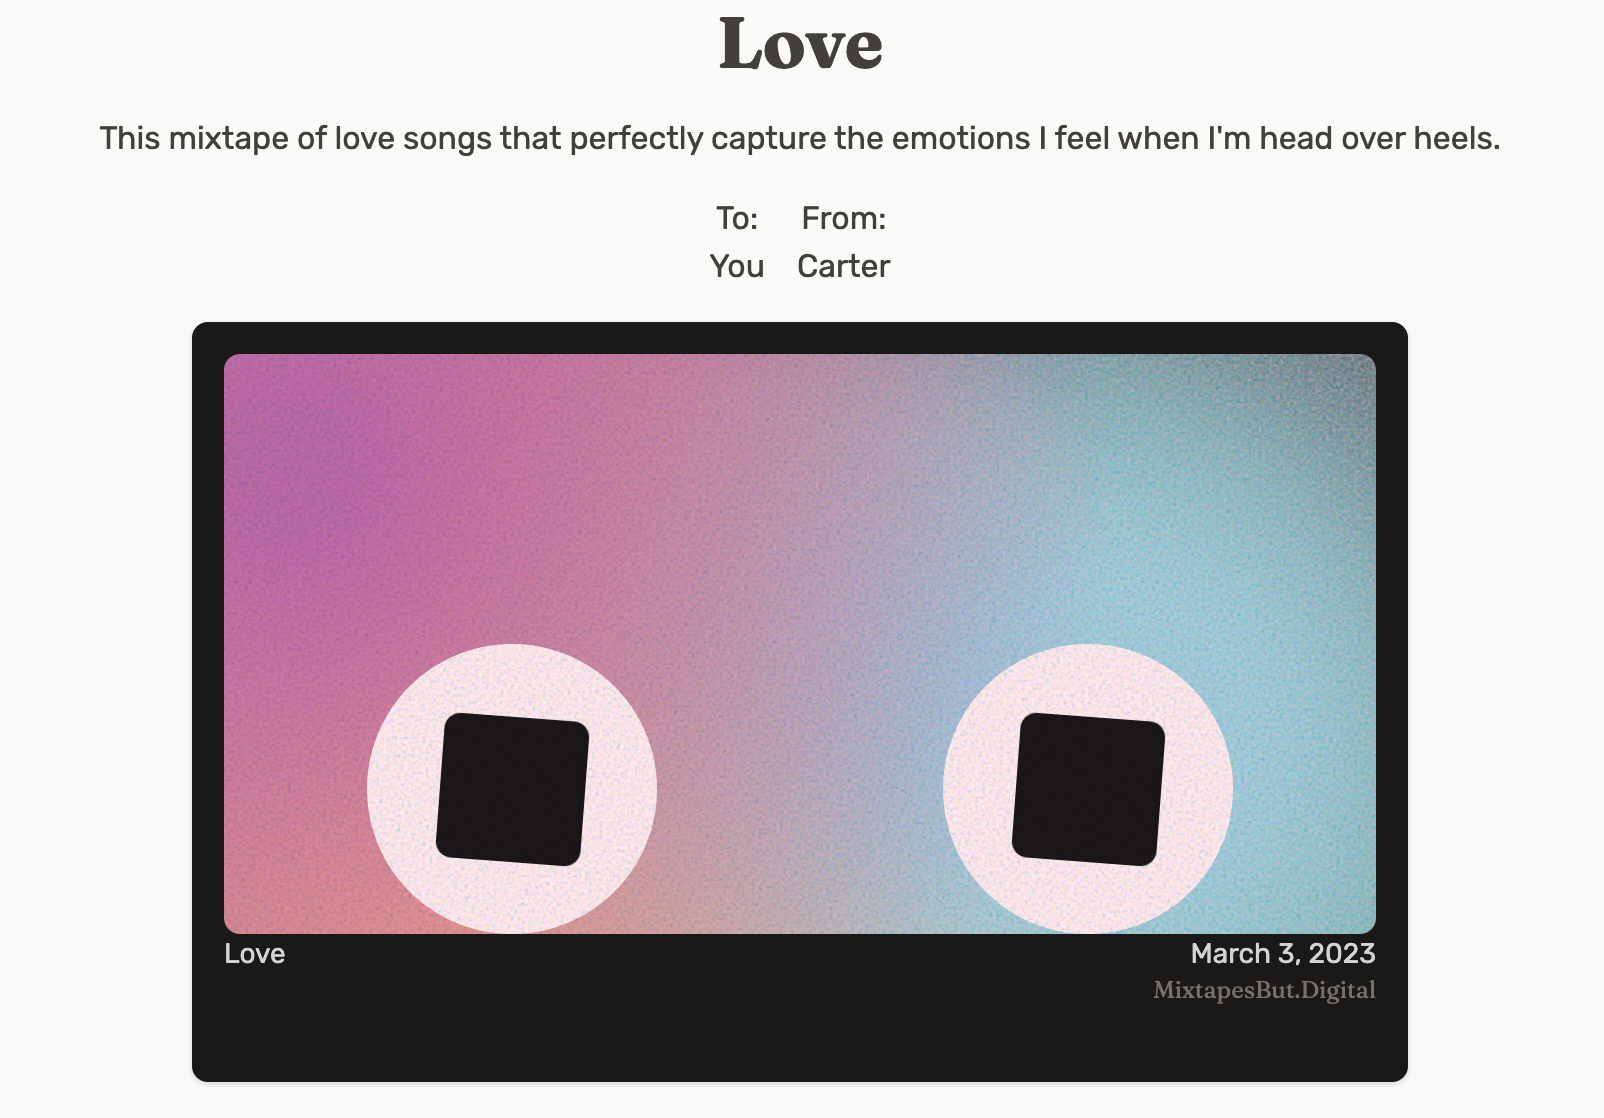 Love
This mixtape of love songs that perfectly capture the emotions I feel when I'm head over heels.
To: From:
You Carter
Love March 3, 2023
MixtapesBut.Digital